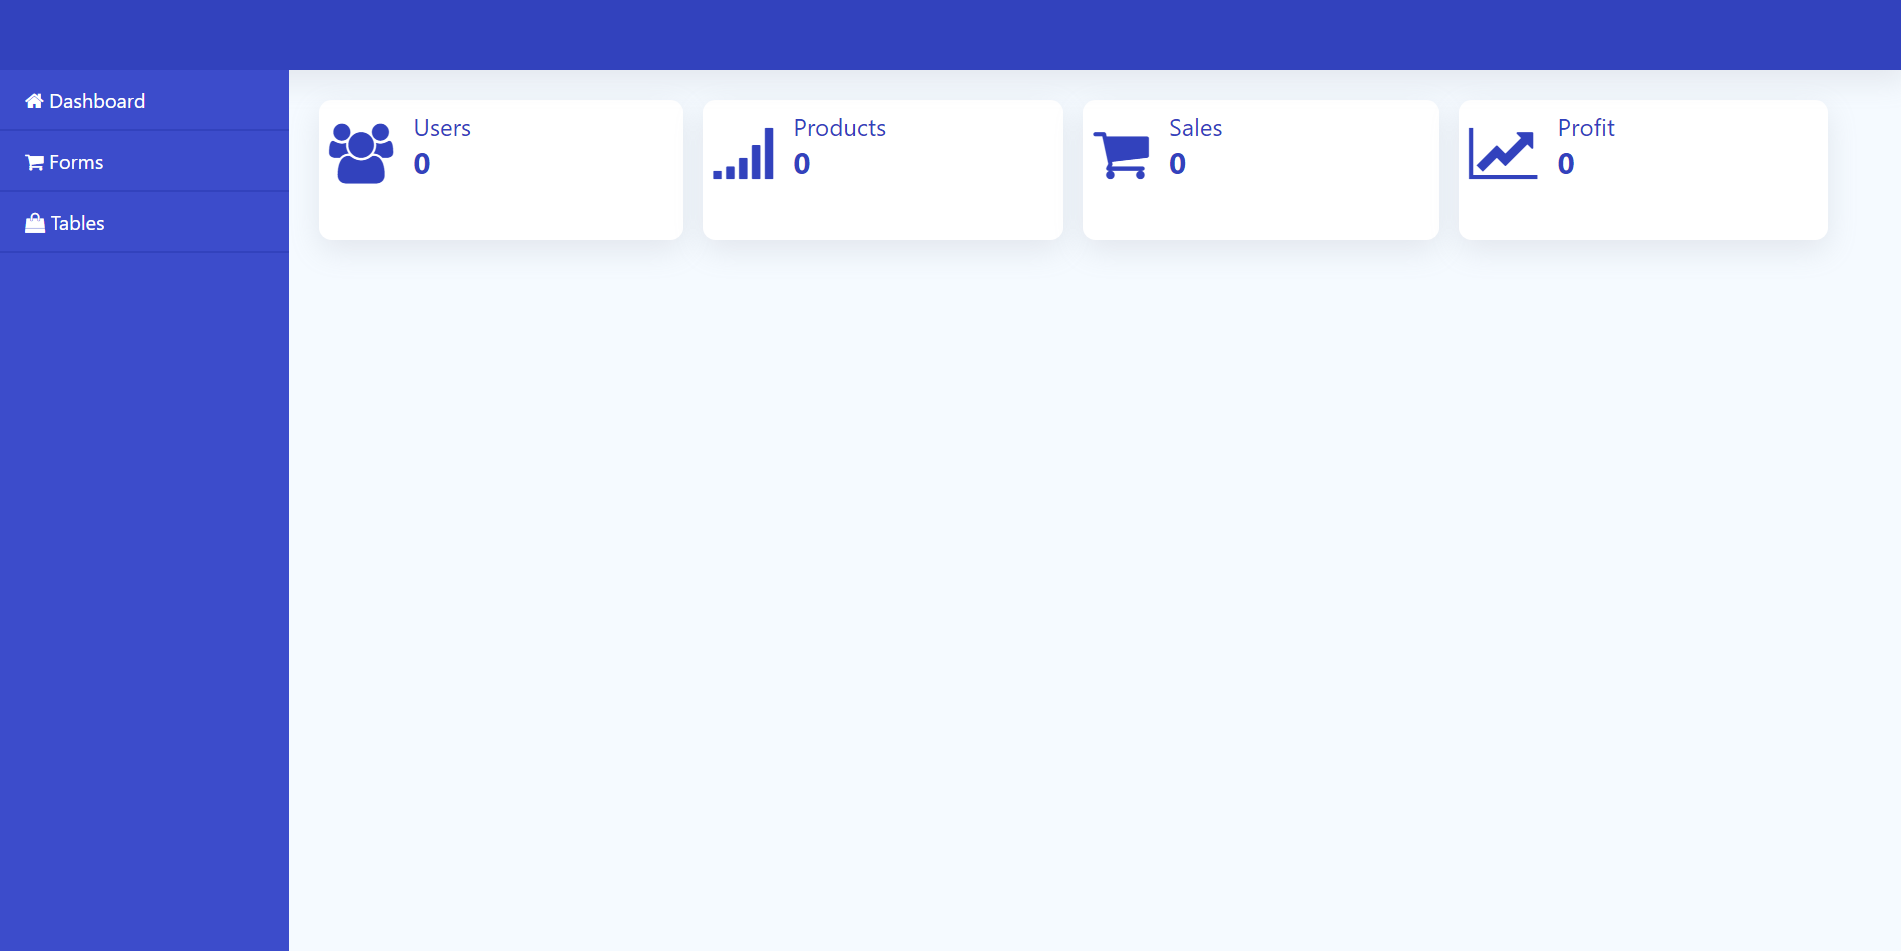 Dashboard
Forms
Tables
Users
0
Products
0
Sales
0
Profit
0